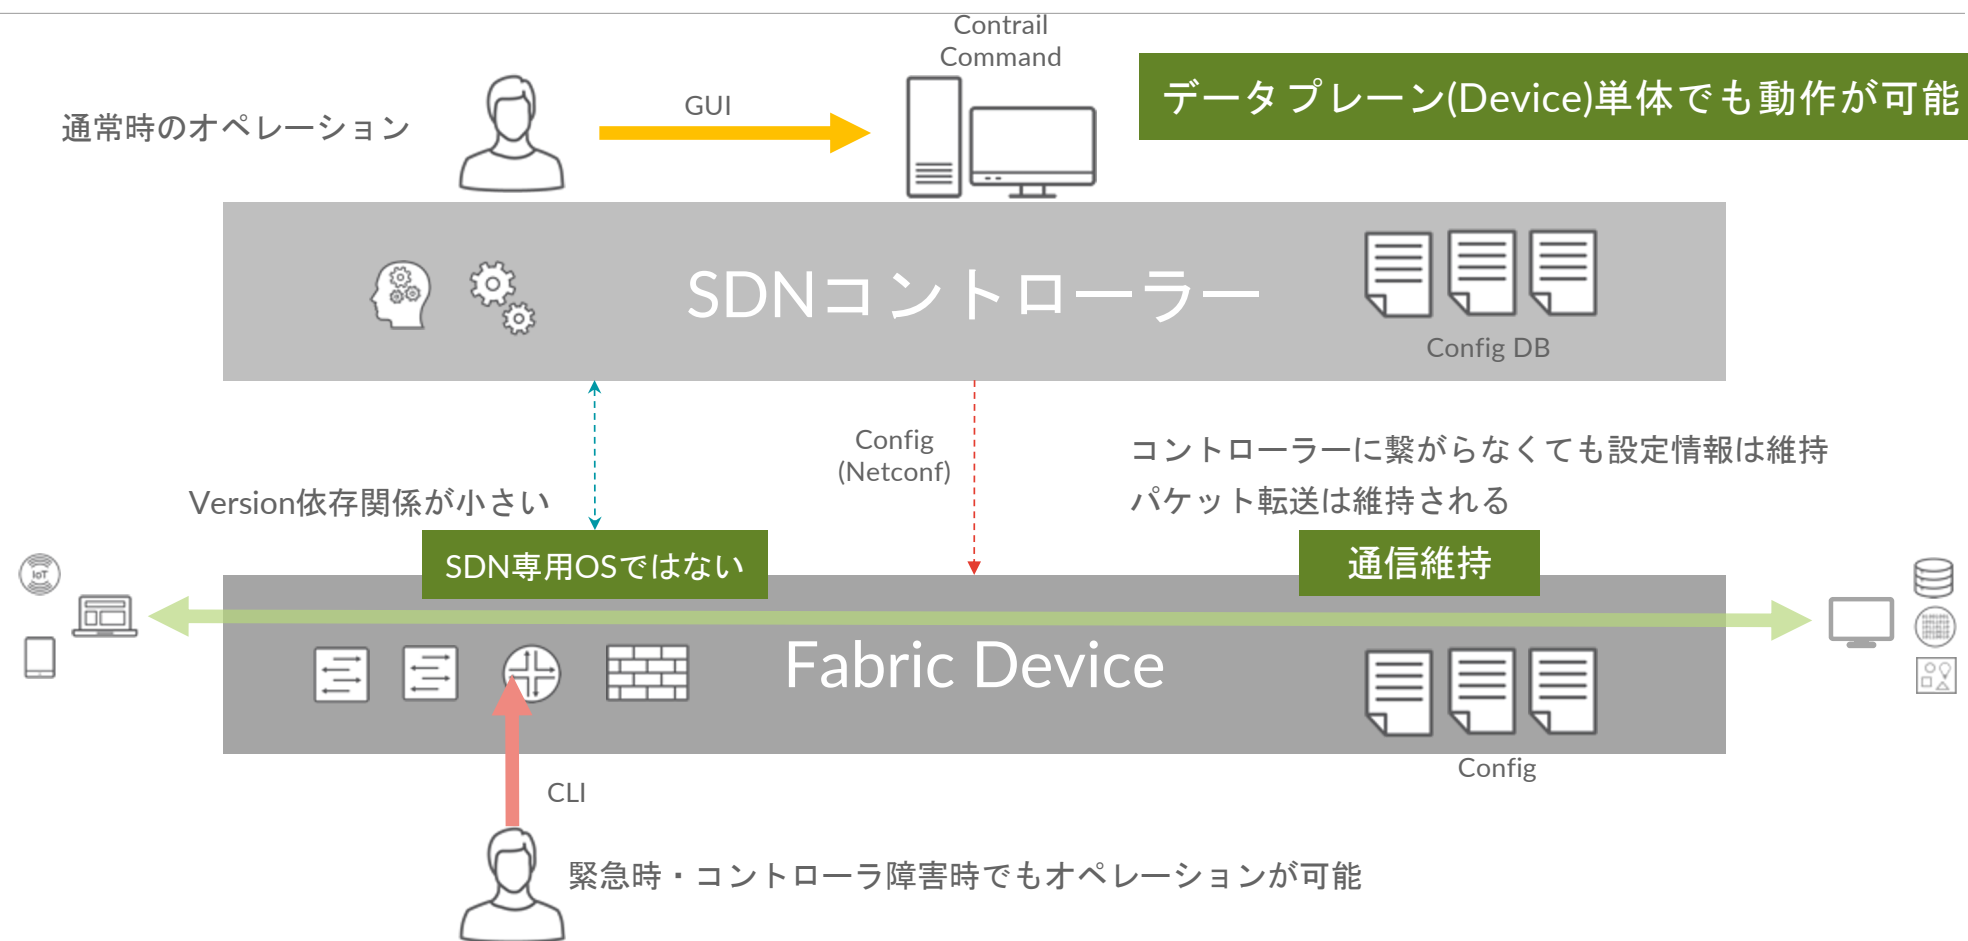 Contrail
Command
データプレーン(Device)単体でも動作が可能
GUI
通常時のオペレーション
SDNコントローラー
Config DB
Config
(Netconf)
コントローラーに繋がらなくても設定情報は維持
パケット転送は維持される
Version依存関係が小さい
SDN専用OSではない
通信維持
IoT
Fabric Device
Config
CLI
緊急時・コントローラ障害時でもオペレーションが可能